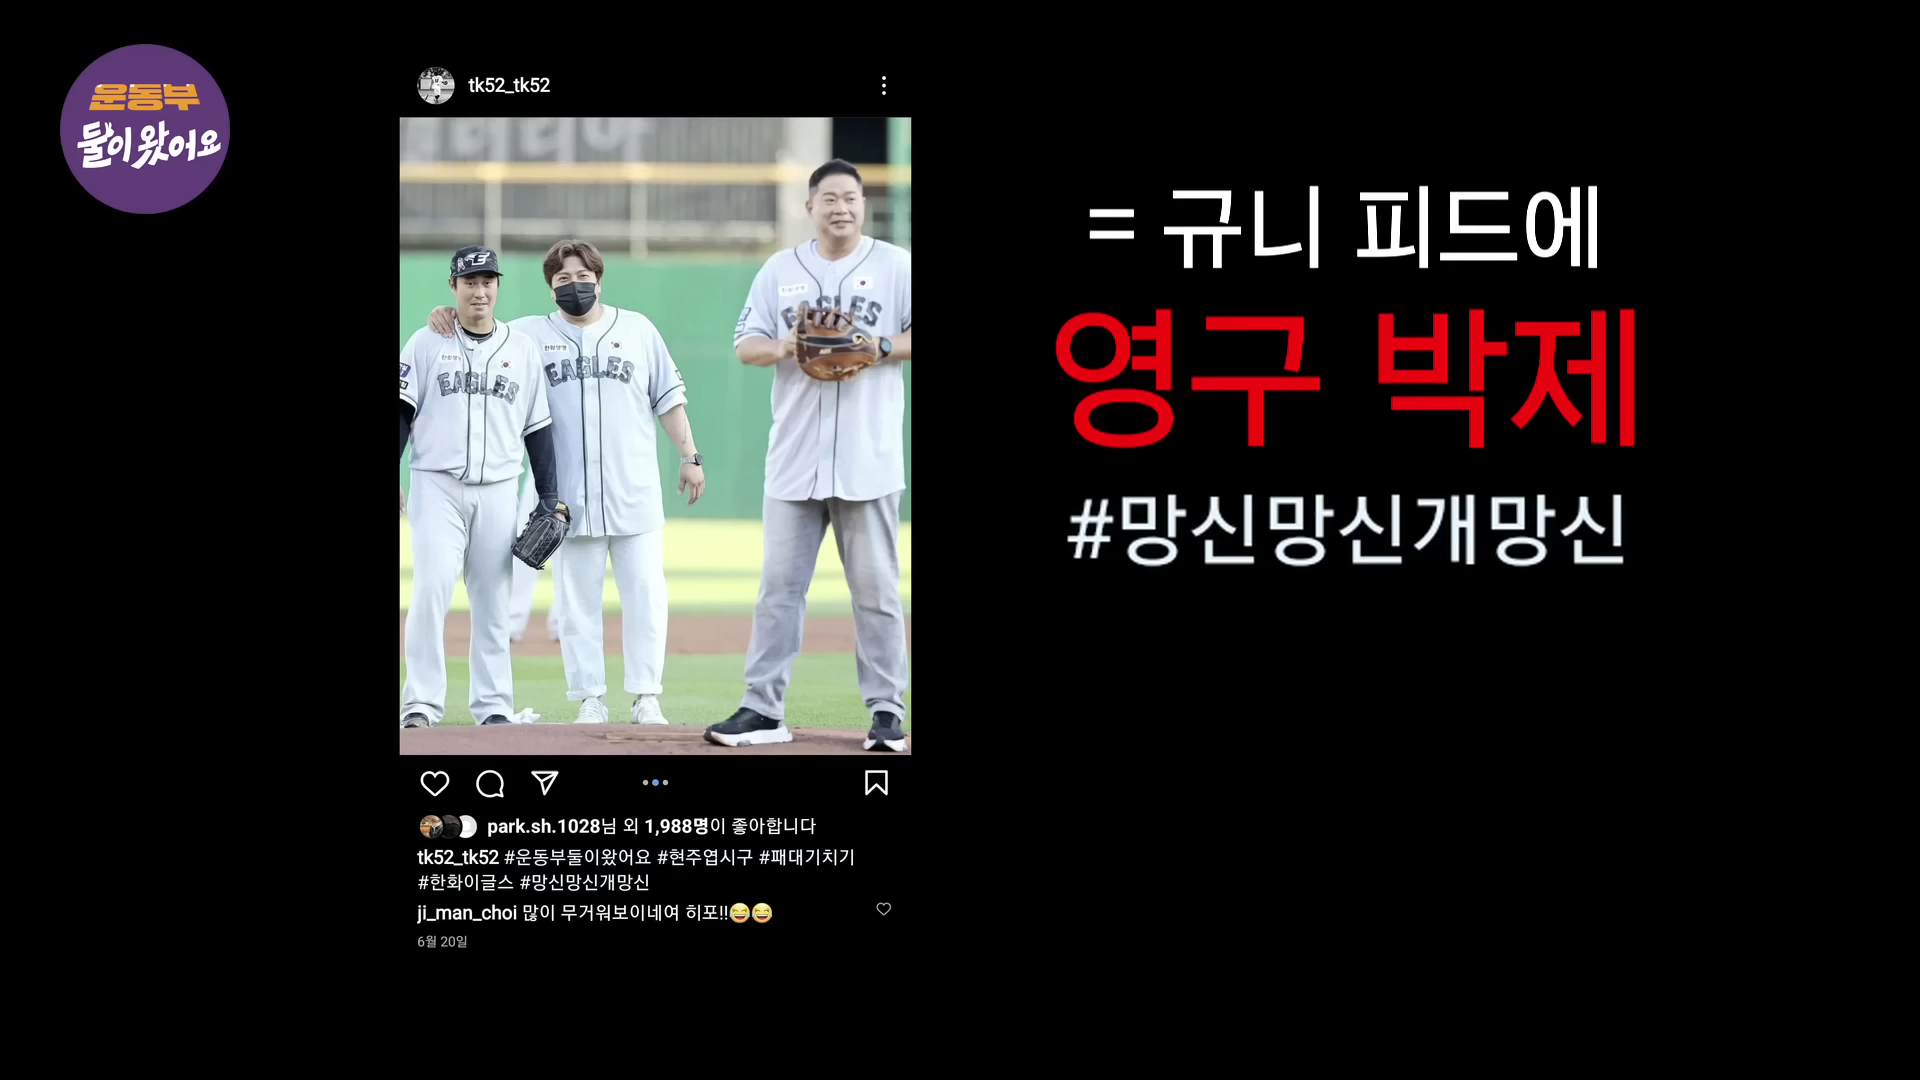 운동부
둘이 왔어요
tk52_tk52
= 규니 피드에
영구 박제
#망신망신개망신
EAGLES
EAGLES
EAGLES
park.sh.1028님 외 1,988명이 좋아합니다
tk52_tk52 #운동부둘이왔어요 #현주엽시구 #패대기치기
#한화이글스 #망신망신개망신
ji_man_choi 많이 무거워보이네여 히포!!😂😂
6월 20일